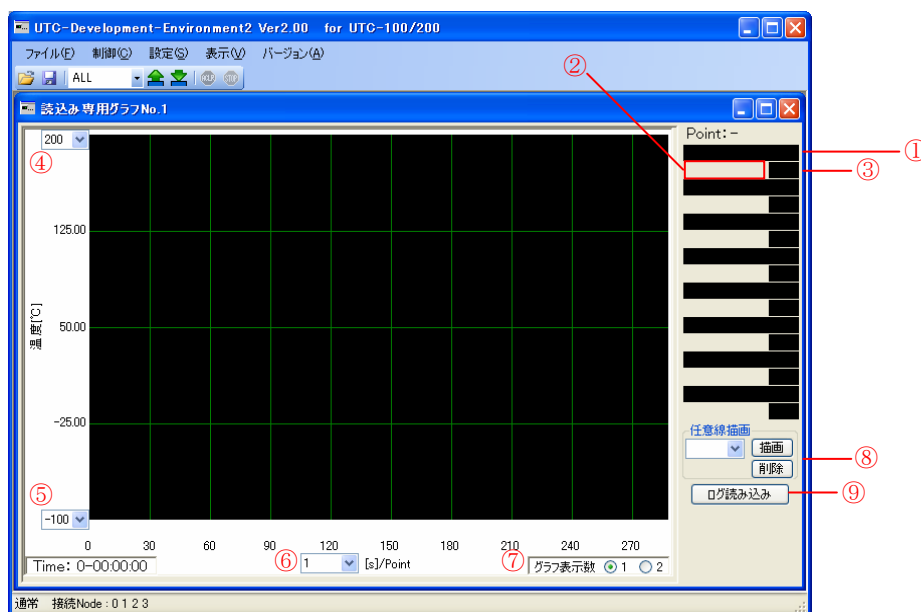 UTC-Development-Environment2 Ver2.00 for UTC-100/200
ファイル(F) 制御(C) 設定(S) 表示(V) バージョン(A)
ALL
②
読込み専用グラフNo.1
200
Point:-
①
④
③
125.00
温度[℃]
50.00
-25.00
任意線描画
描画
⑧
削除
⑤
ログ読み込み
⑨
-100
0 30 60 90 120 150 180 210 240 270
Time: 0-00:00:00
⑥ 1 [s]/Point
⑦ グラフ表示数 1 2
通常 接続Node : 0 1 2 3